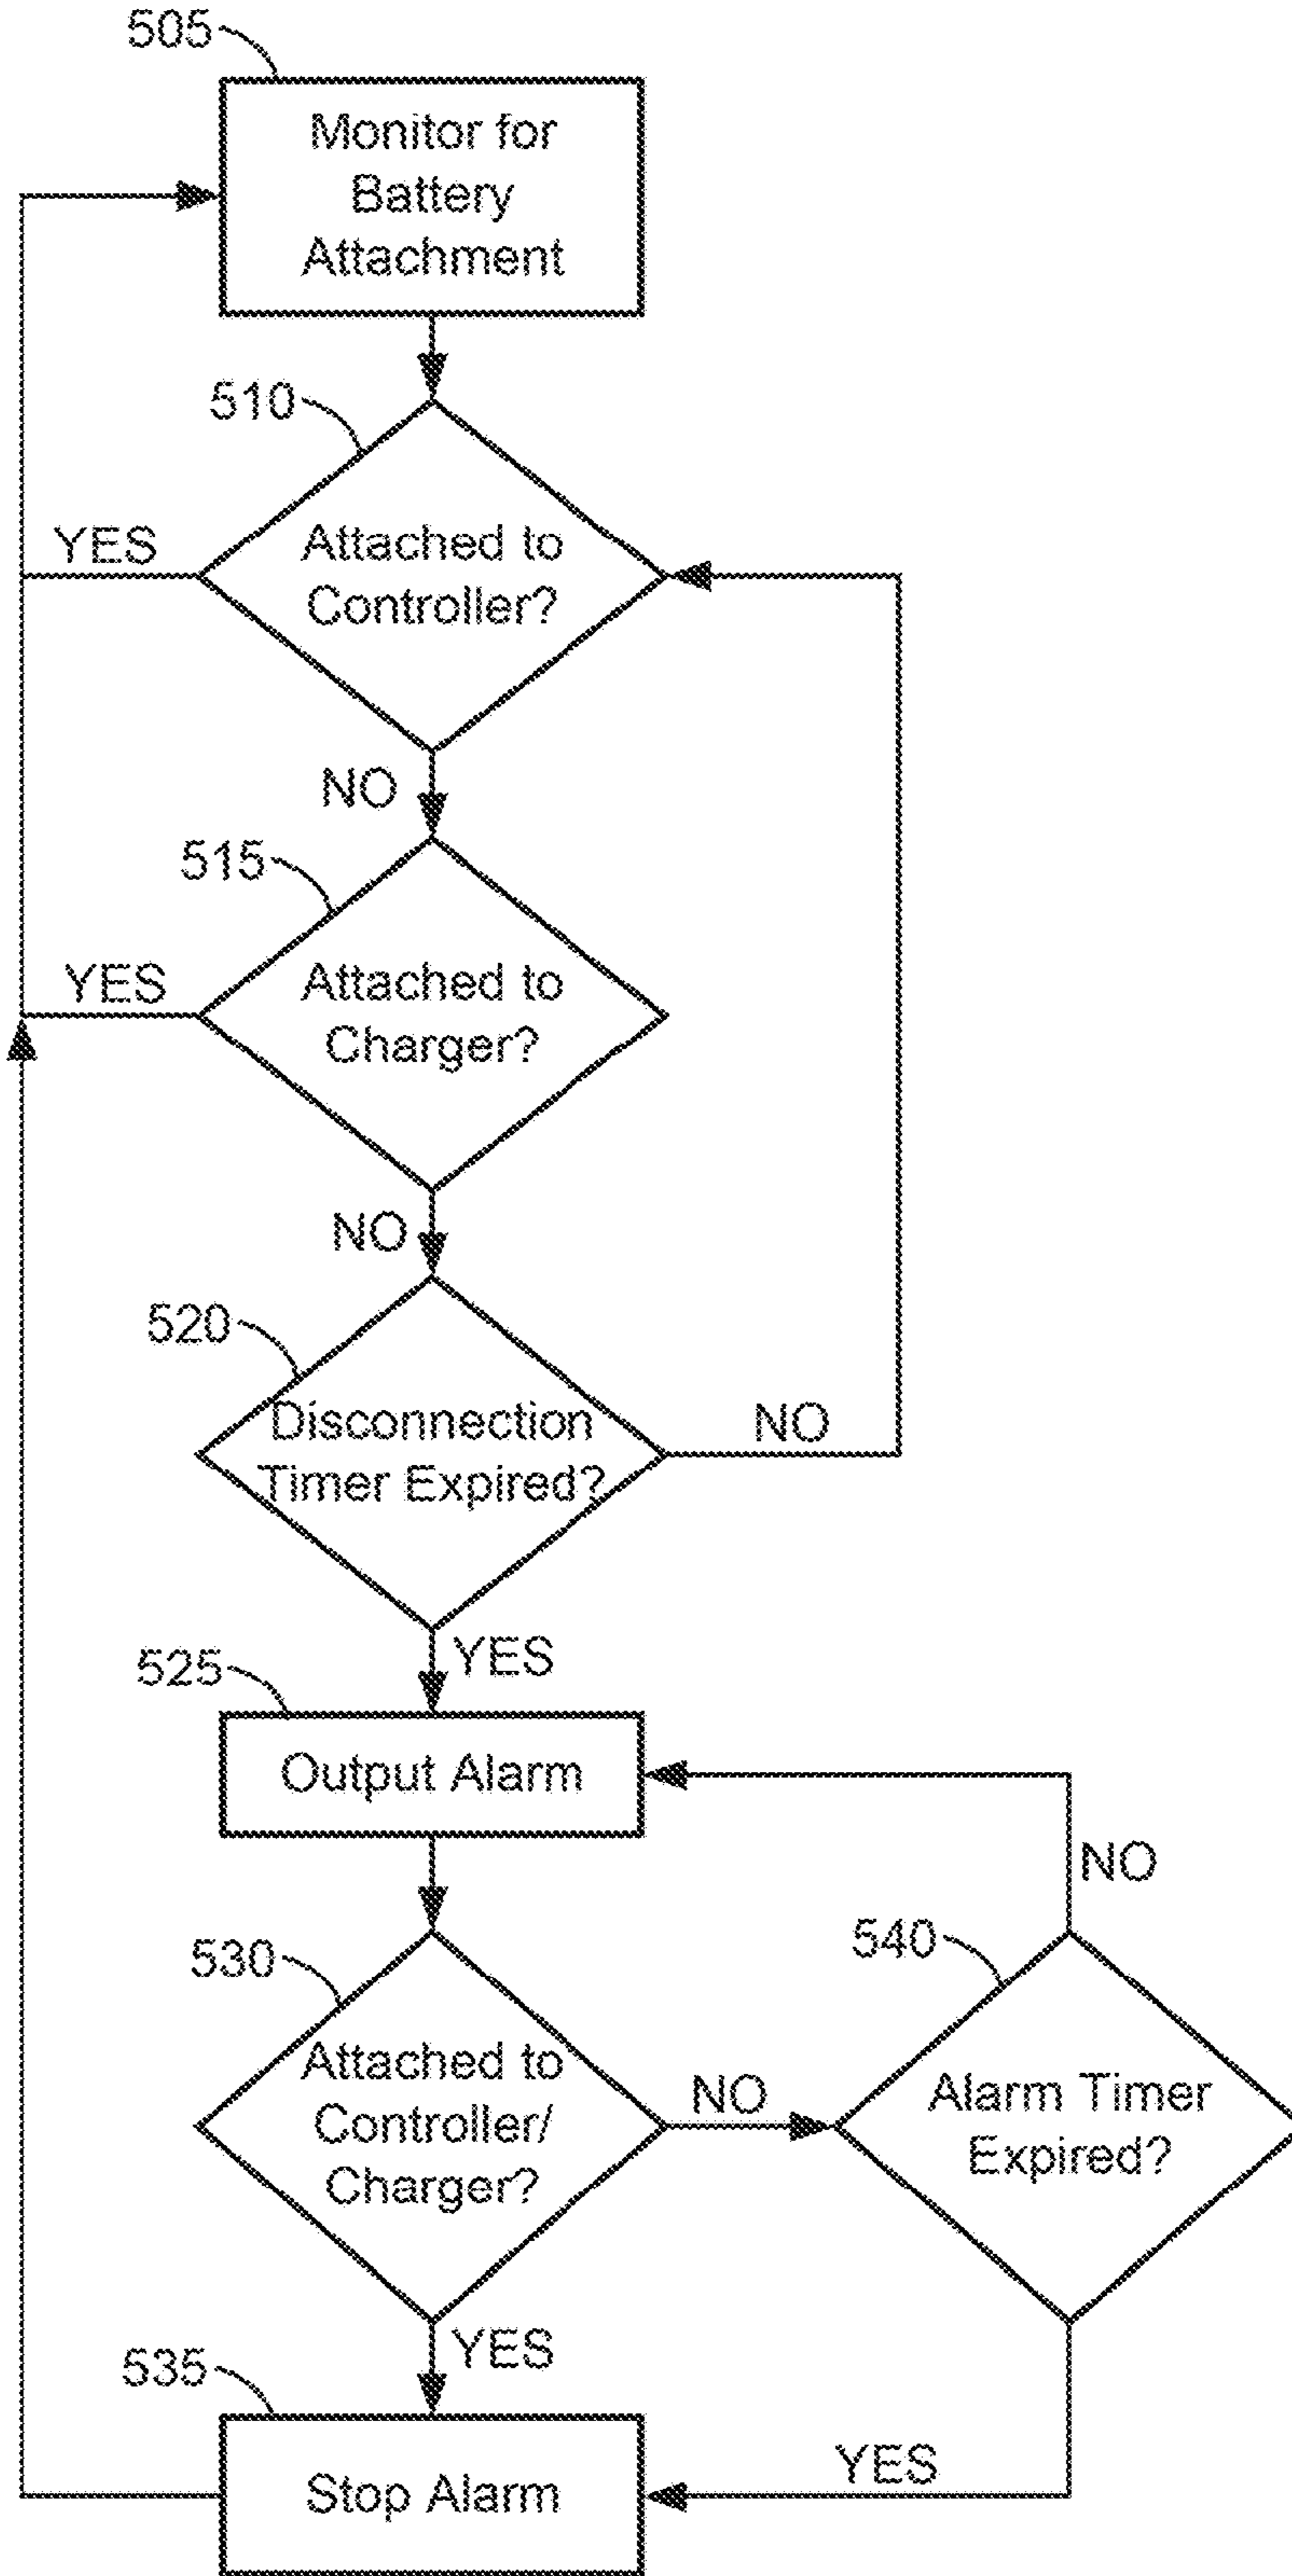 505
Monitor for
Battery
Attachment
510
Attached to
Controller?
YES
NO
515
Attached to
Charger?
YES
NO
520
Disconnection
Timer Expired?
NO
YES
525
Output Alarm
NO
530
540
Attached to
Controller/
Charger?
NO
Alarm Timer
Expired?
YES
535
Stop Alarm
YES